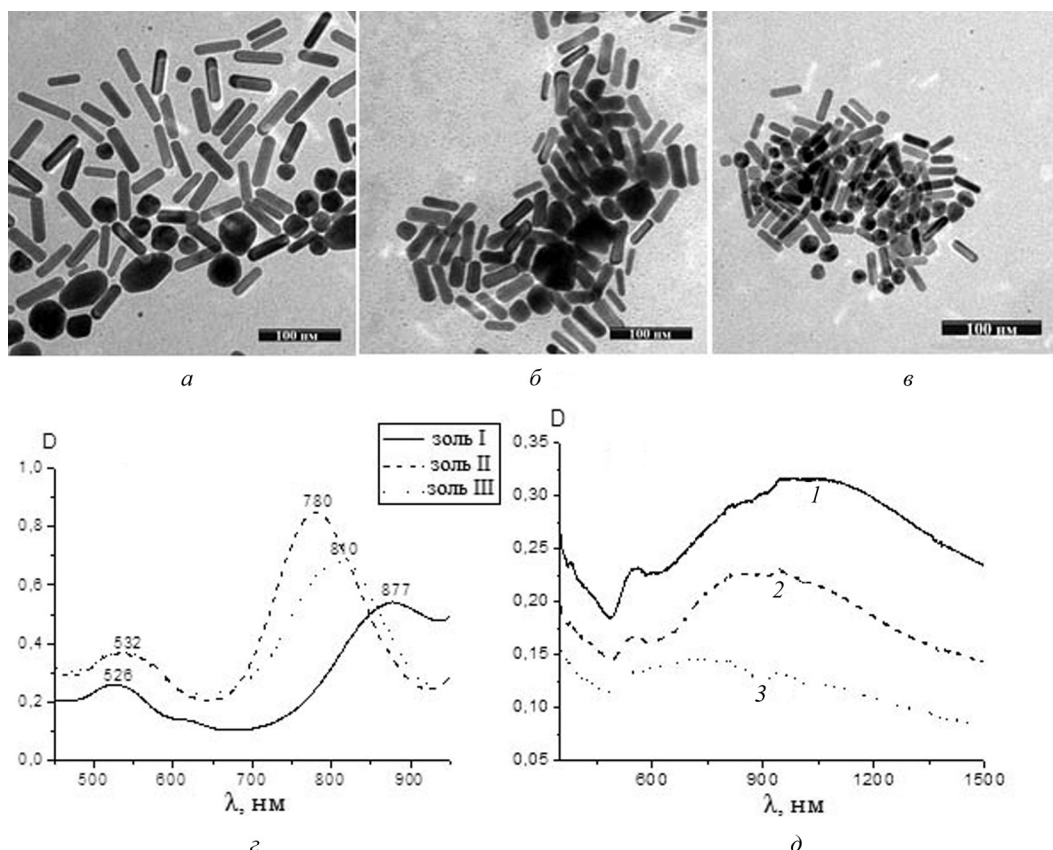 100 нм
100 нм
100 нм
а
б
в
D
1,0
0,8
0,6
0,4
0,2
0,0
золь I
золь II
золь III
780
810
877
532
526
500
600
700
800
900
λ, нм
г
D
0,35
0,30
0,25
0,20
0,15
0,10
0,05
1
2
3
600
900
1200
1500
λ, нм
д